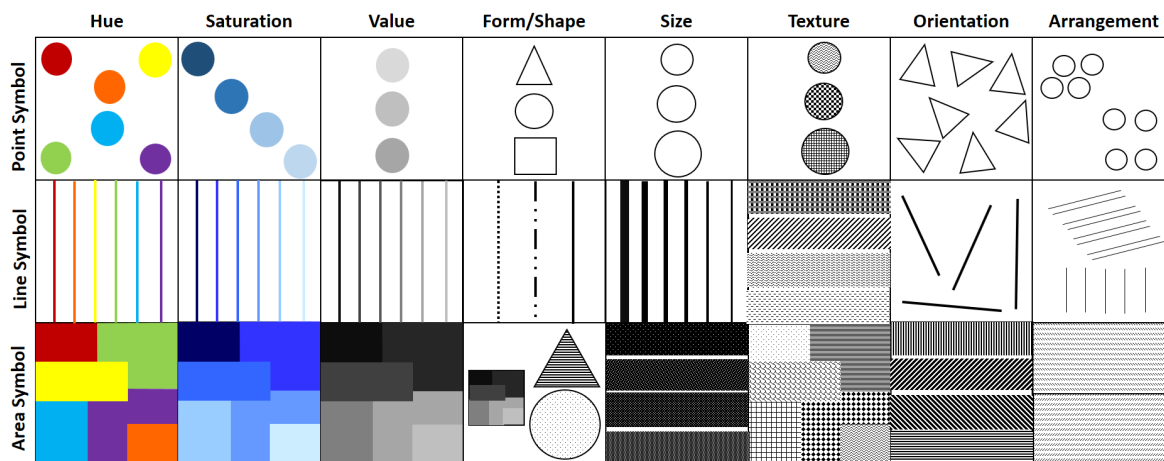 Hue Saturation Value Form/Shape Size Texture Orientation Arrangement
Point Symbol
Line Symbol
Area Symbol